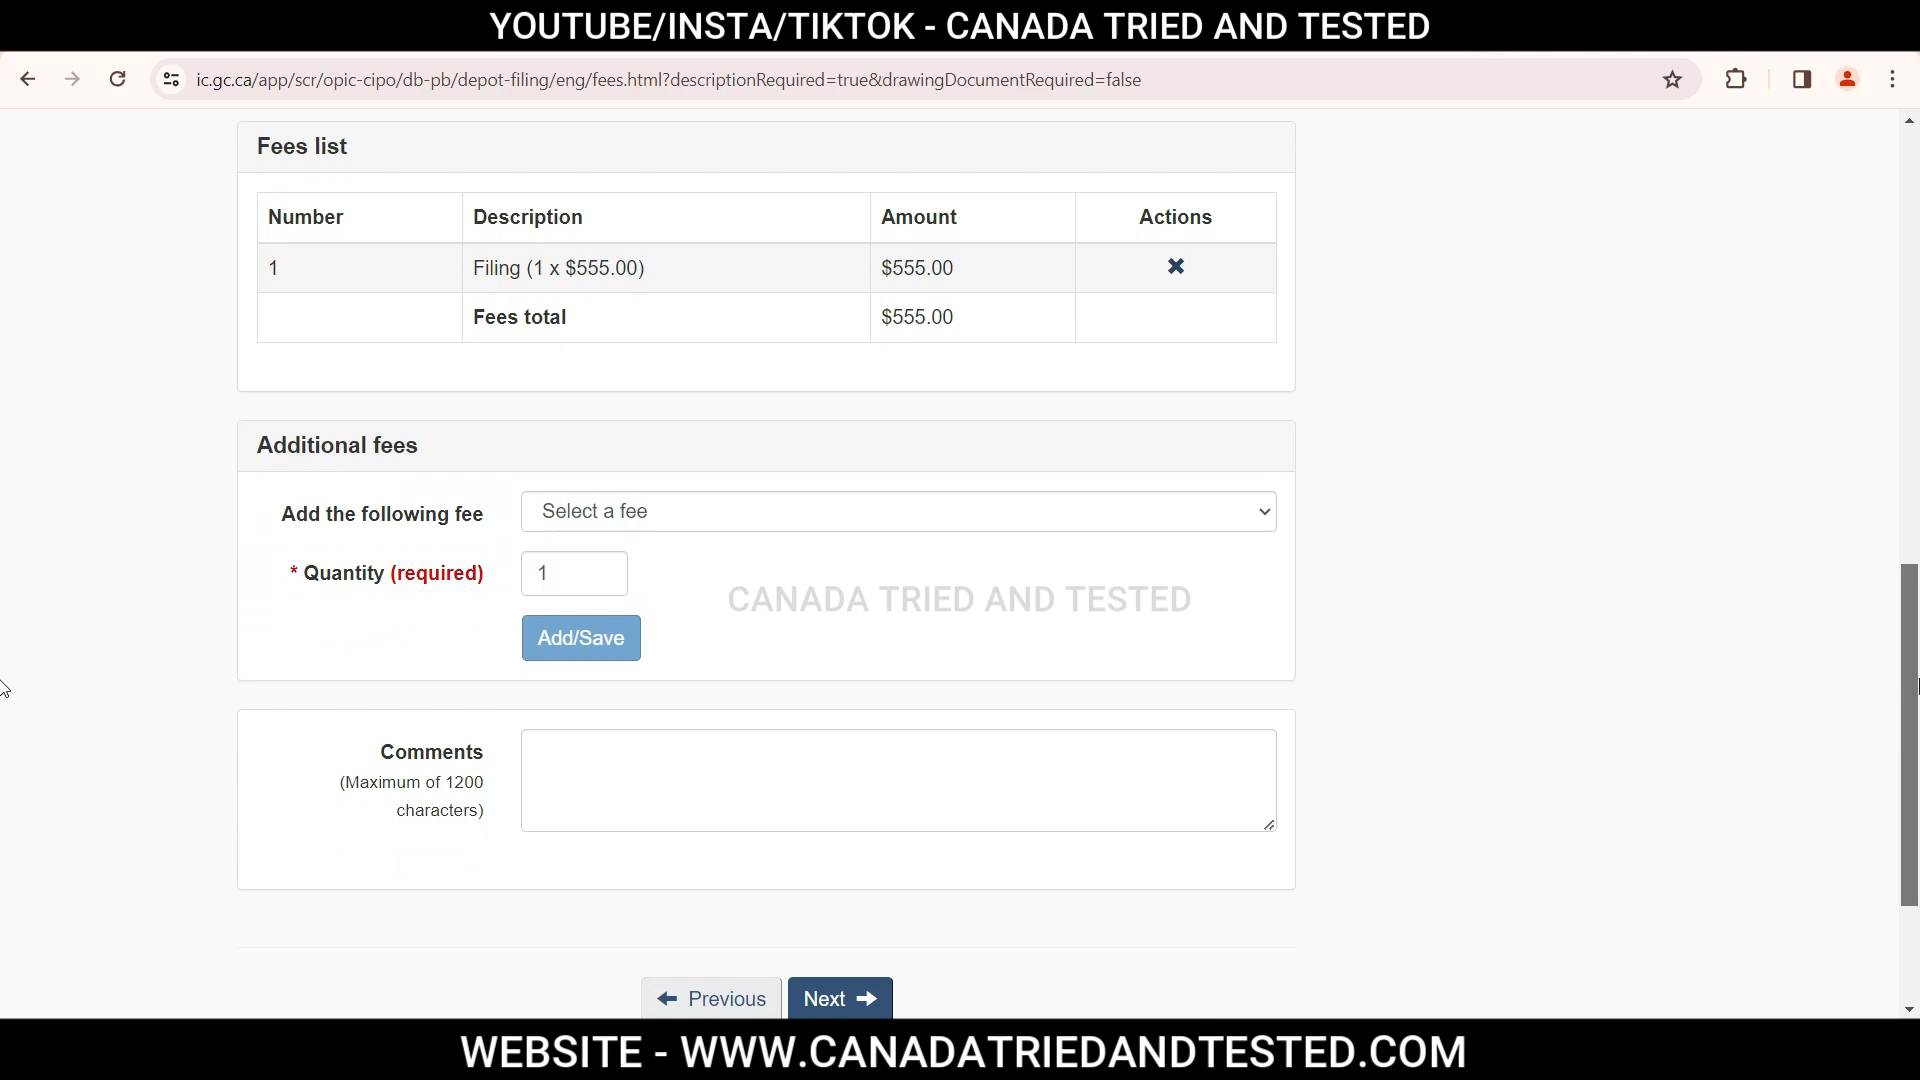 YOUTUBE/INSTA/TIKTOK - CANADA TRIED AND TESTED
ic.gc.ca/app/scr/opic-cipo/db-pb/depot-filing/eng/fees.html?descriptionRequired=true&drawingDocumentRequired=false
Fees list
Number Description Amount Actions
1 Filing (1 x $555.00) $555.00
Fees total $555.00
Additional fees
Add the following fee Select a fee
* Quantity (required) 1
CANADA TRIED AND TESTED
Add/Save
Comments
(Maximum of 1200
characters)
Previous Next
WEBSITE - WWW.CANADATRIEDANDTESTED.COM